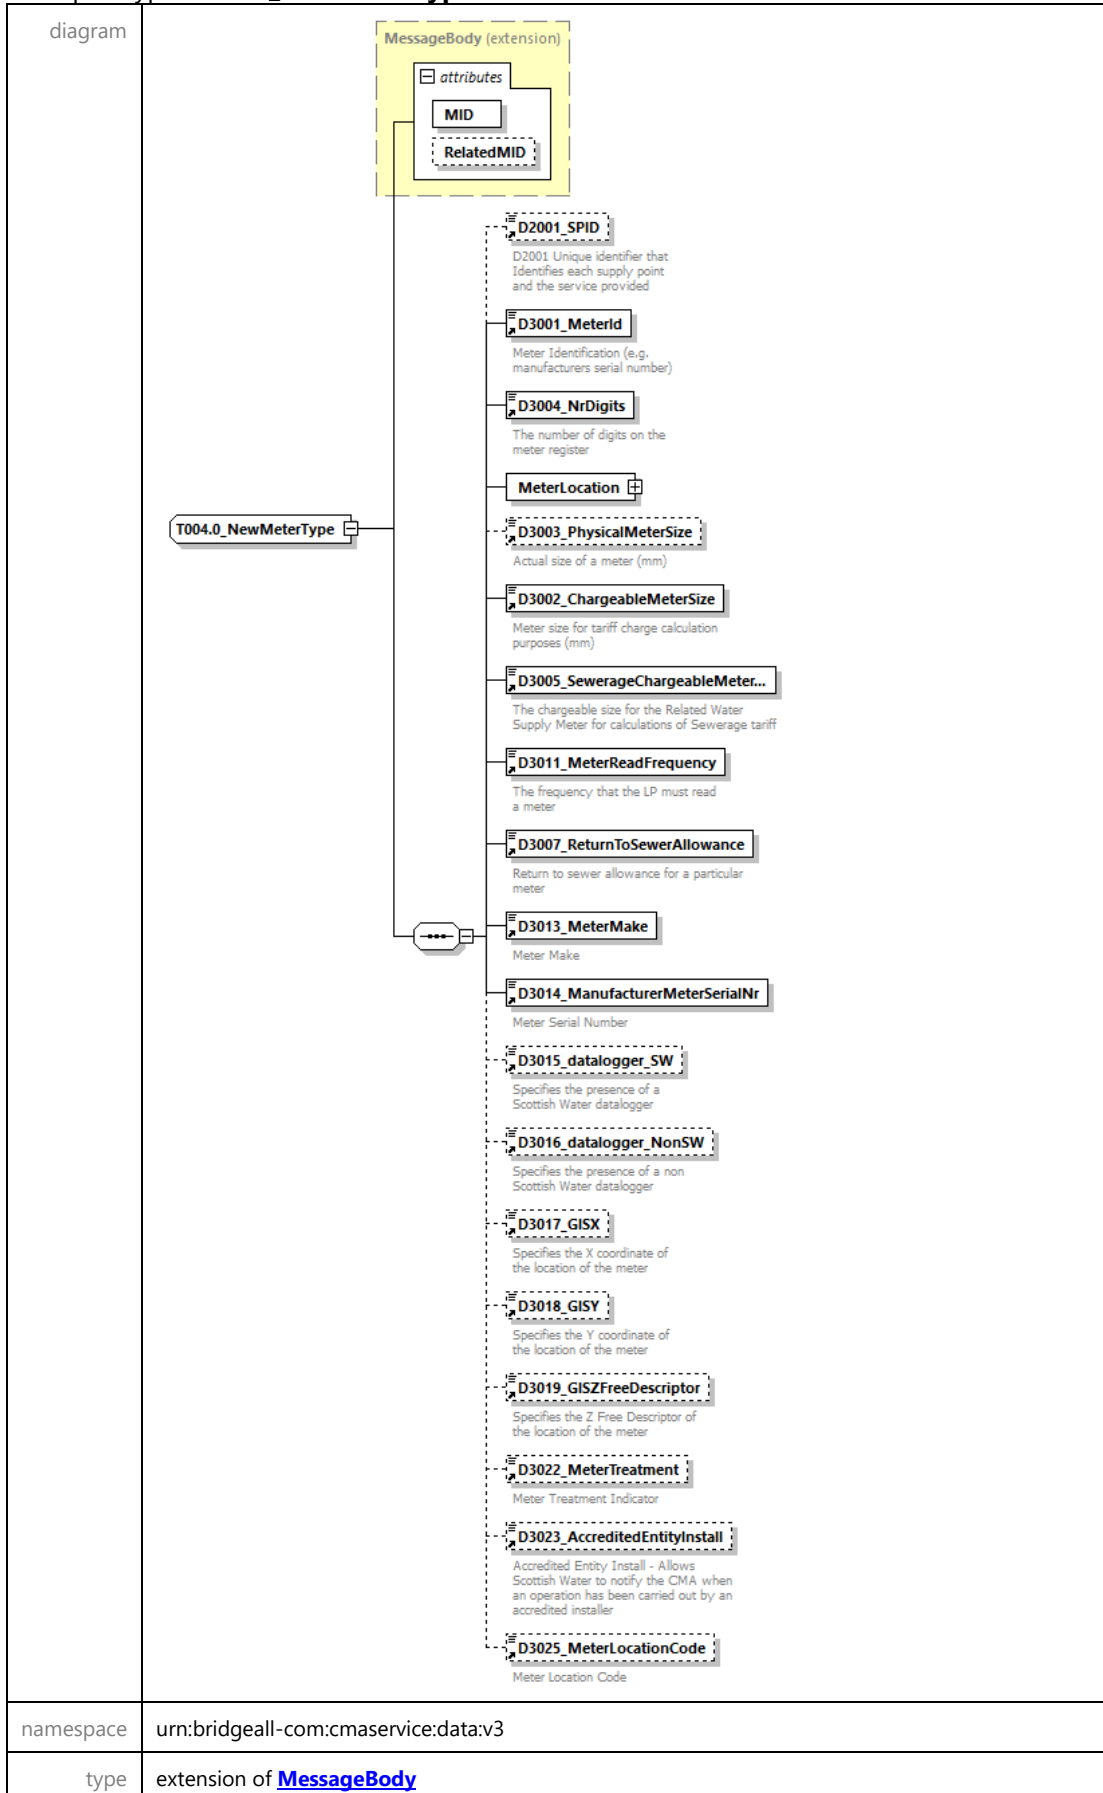 diagram
MessageBody (extension)
attributes
MID
RelatedMID
D2001_SPID
D2001 Unique identifier that
Identifies each supply point
and the service provided
D3001_MeterId
Meter Identification (e.g.
manufacturers serial number)
D3004_NrDigits
The number of digits on the
meter register
MeterLocation
T004.0_NewMeterType
D3003_PhysicalMeterSize
Actual size of a meter (mm)
D3002_ChargeableMeterSize
Meter size for tariff charge calculation
purposes (mm)
D3005_SewerageChargeableMeter...
The chargeable size for the Related Water
Supply Meter for calculations of Sewerage tariff
D3011_MeterReadFrequency
The frequency that the LP must read
a meter
D3007_ReturnToSewerAllowance
Return to sewer allowance for a particular
meter
D3013_MeterMake
Meter Make
D3014_ManufacturerMeterSerialNr
Meter Serial Number
D3015_datalogger_SW
Specifies the presence of a
Scottish Water datalogger
D3016_datalogger_NonSW
Specifies the presence of a non
Scottish Water datalogger
D3017_GISX
Specifies the X coordinate of
the location of the meter
D3018_GISY
Specifies the Y coordinate of
the location of the meter
D3019_GISZFreeDescriptor
Specifies the Z Free Descriptor of
the location of the meter
D3022_MeterTreatment
Meter Treatment Indicator
D3023_AccreditedEntityInstall
Accredited Entity Install - Allows
Scottish Water to notify the CMA when
an operation has been carried out by an
accredited installer
D3025_MeterLocationCode
Meter Location Code
namespace urn:bridgeall-com:cmaservice:data:v3
type extension of MessageBody